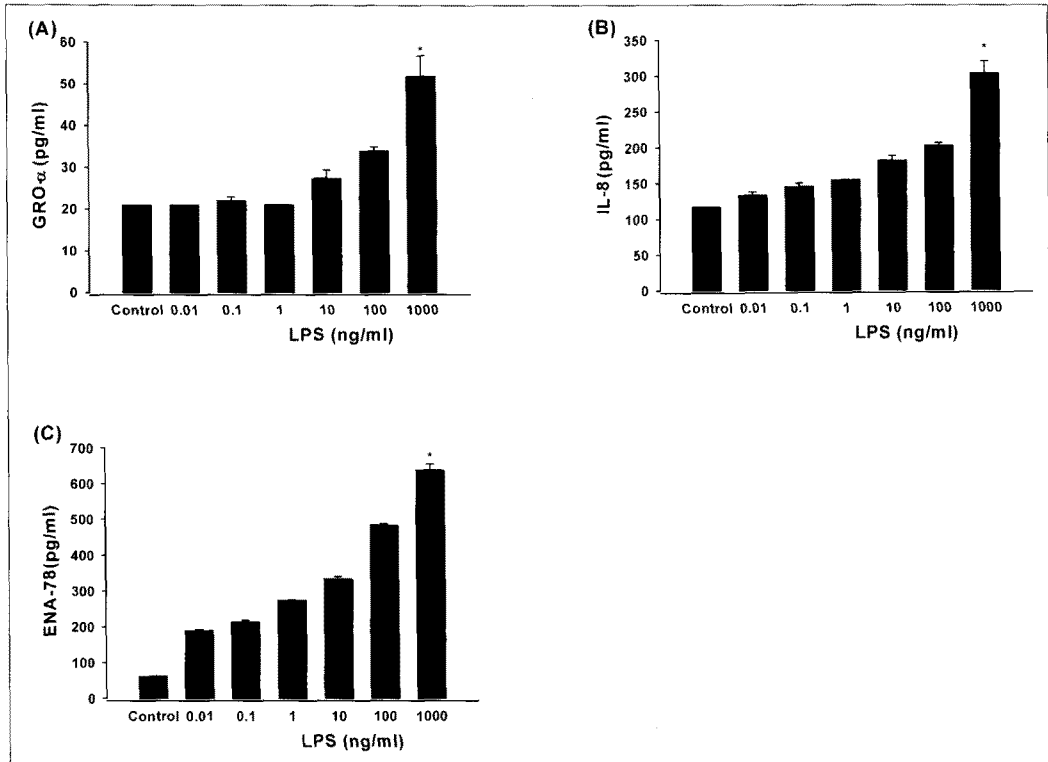 (A)
60
50
40
30
20
10
0
GRO-α (pg/ml)
*
Control 0.01 0.1 1 10 100 1000
LPS (ng/ml)
(B)
350
300
250
200
150
100
50
0
IL-8 (pg/ml)
*
Control 0.01 0.1 1 10 100 1000
LPS (ng/ml)
(C)
700
600
500
400
300
200
100
0
ENA-78(pg/ml)
*
Control 0.01 0.1 1 10 100 1000
LPS (ng/ml)